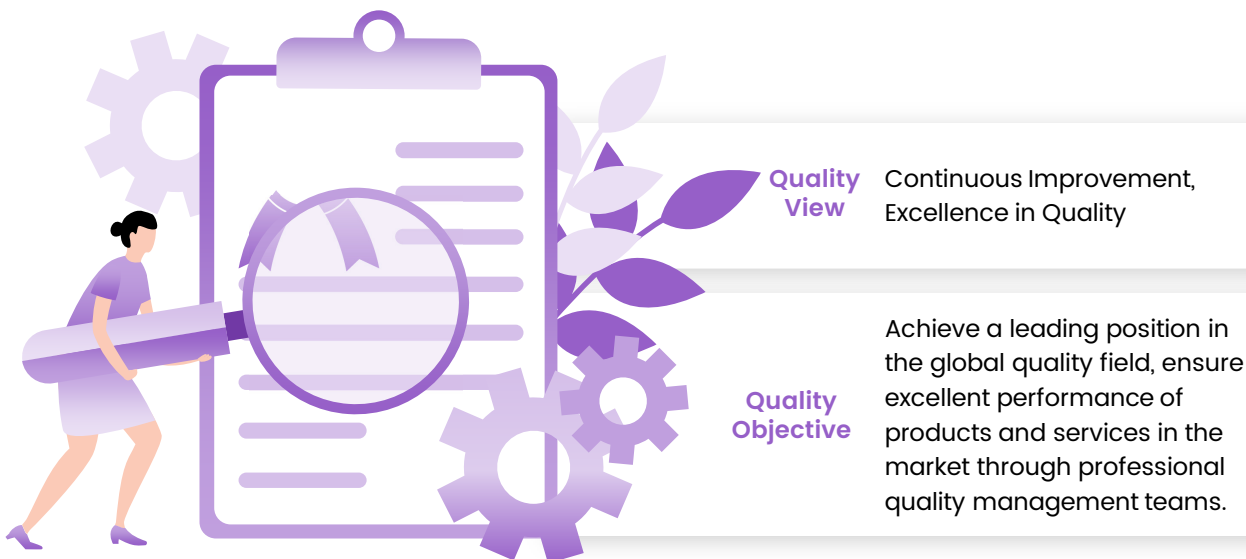 Quality
View
Continuous Improvement,
Excellence in Quality
Quality
Objective
Achieve a leading position in
the global quality field, ensure
excellent performance of
products and services in the
market through professional
quality management teams.